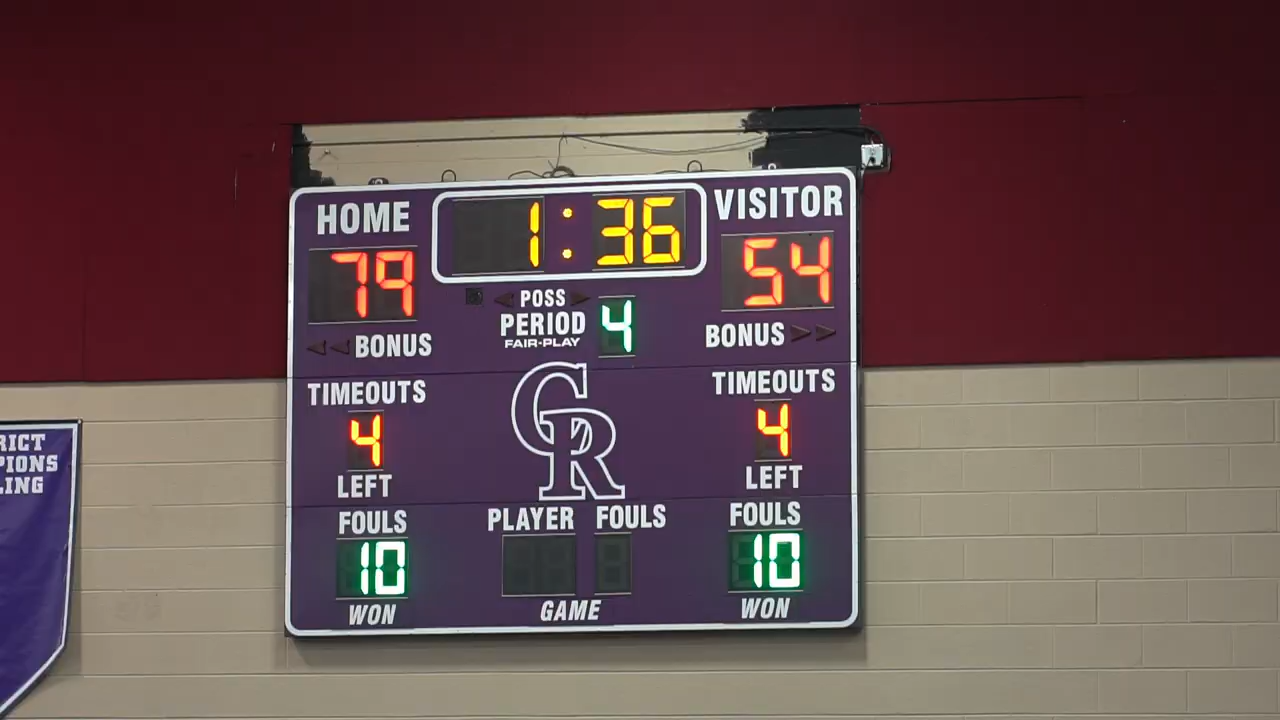 HOME 1:36 VISITOR
79 54
POSS
PERIOD 4
FAIR-PLAY
BONUS BONUS
TIMEOUTS TIMEOUTS
4 4
LEFT LEFT
CR
FOULS PLAYER FOULS FOULS
10 10
WON GAME WON
RICT
PIONS
LING